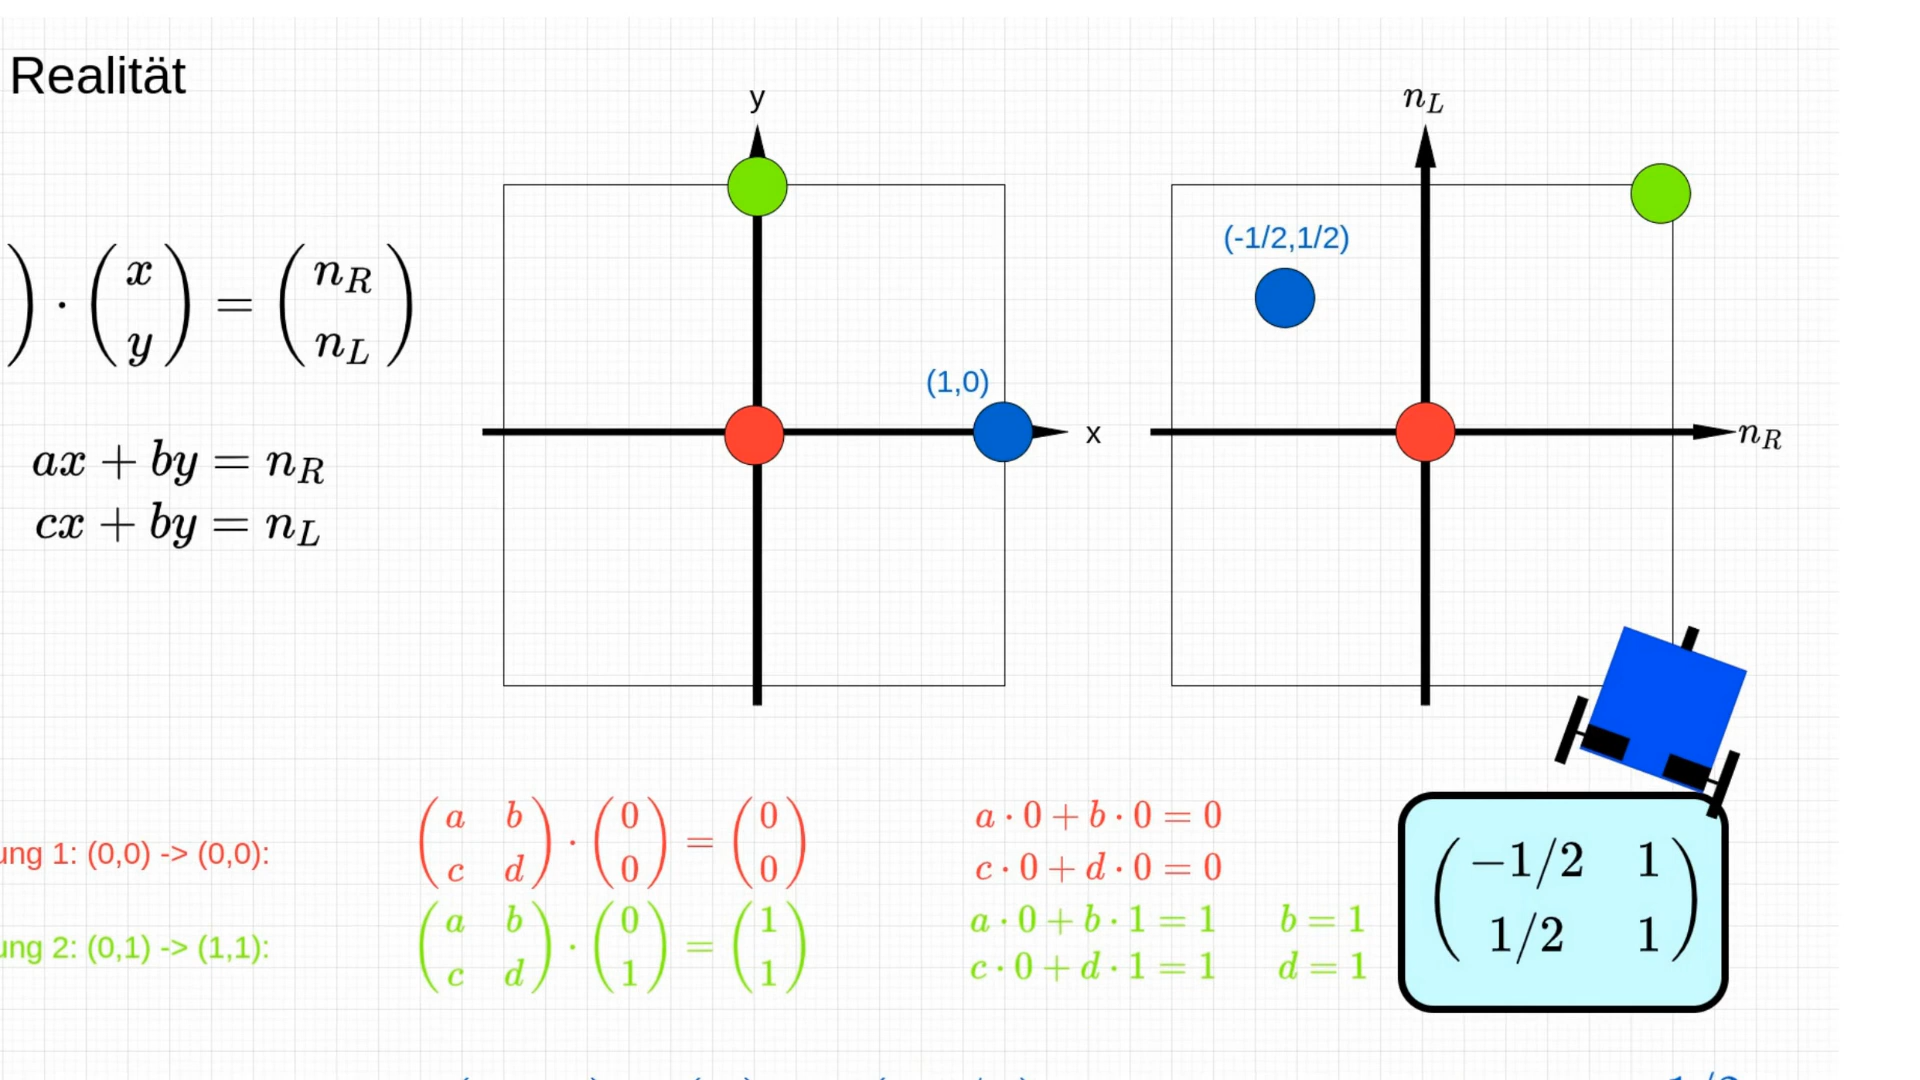 Realität
y
n_L
(-1/2,1/2)
) · (x y) = (n_R n_L)
(1,0)
x
n_R
ax + by = n_R
cx + by = n_L
ung 1: (0,0) -> (0,0):
(a b c d) · (0 0) = (0 0)
a · 0 + b · 0 = 0
c · 0 + d · 0 = 0
ung 2: (0,1) -> (1,1):
(a b c d) · (0 1) = (1 1)
a · 0 + b · 1 = 1 b = 1
c · 0 + d · 1 = 1 d = 1
(−1/2 1
1/2 1)